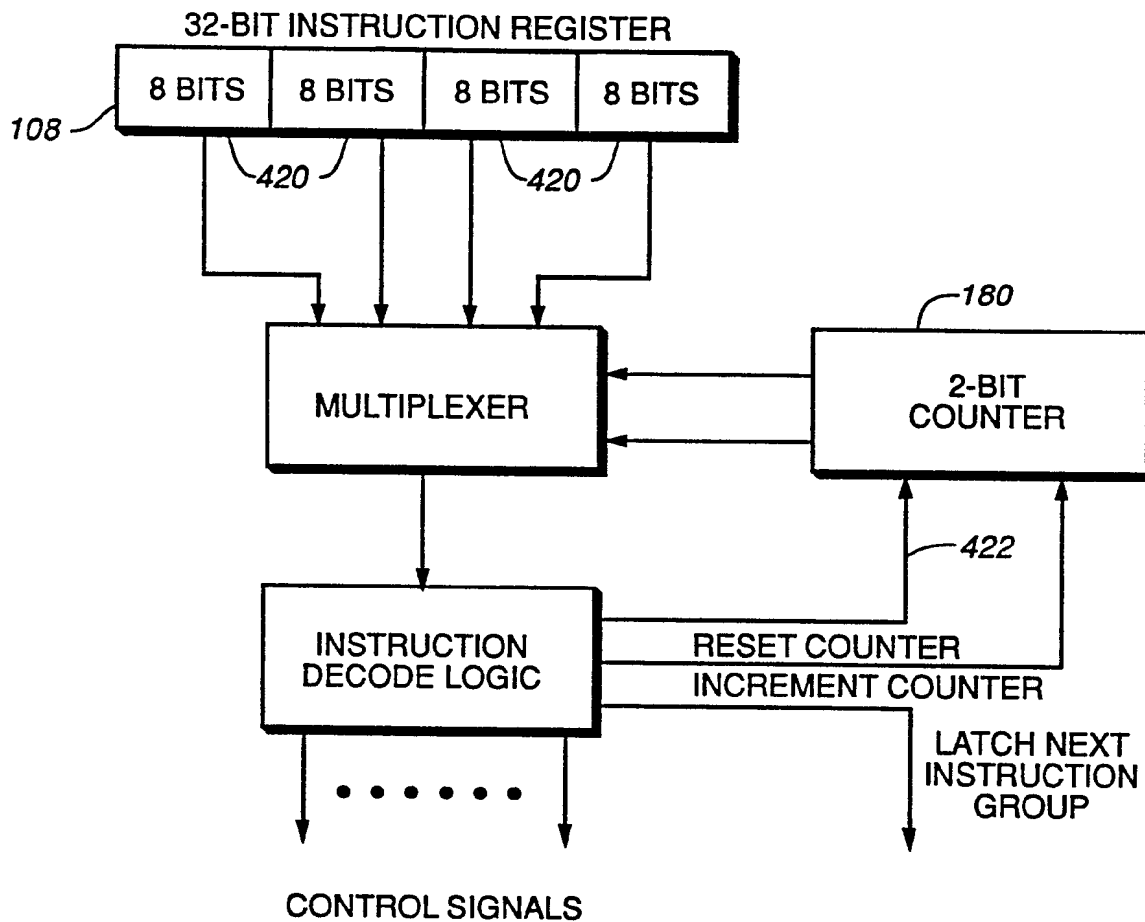 32-BIT INSTRUCTION REGISTER
8 BITS 8 BITS 8 BITS 8 BITS
108
420 420
180
MULTIPLEXER
2-BIT
COUNTER
422
INSTRUCTION
DECODE LOGIC
RESET COUNTER
INCREMENT COUNTER
LATCH NEXT
INSTRUCTION
GROUP
CONTROL SIGNALS